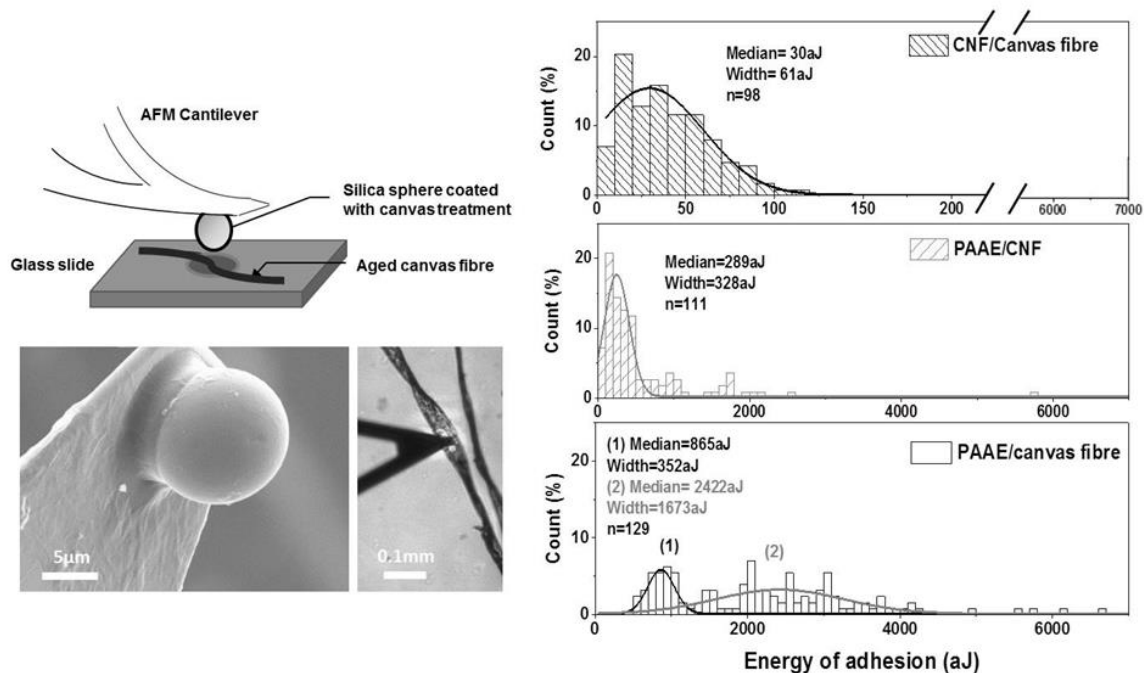 AFM Cantilever
Silica sphere coated
with canvas treatment
Glass slide
Aged canvas fibre
5µm
0.1mm
CNF/Canvas fibre
Median= 30aJ
Width= 61aJ
n=98
Count (%)
20
10
0
0
50
100
150
200
6000
7000
PAAE/CNF
Median=289aJ
Width=328aJ
n=111
Count (%)
20
10
0
0
2000
4000
6000
PAAE/canvas fibre
(1) Median=865aJ
Width=352aJ
(2) Median= 2422aJ
Width=1673aJ
n=129
(1)
(2)
Count (%)
20
10
0
0
2000
4000
6000
Energy of adhesion (aJ)